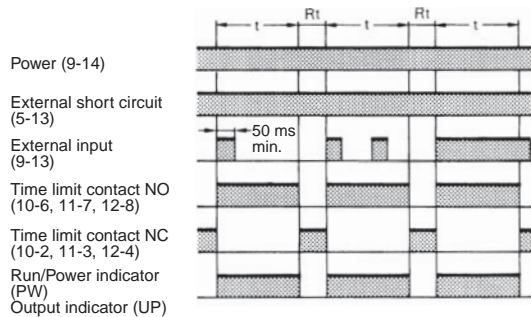 t Rt t Rt t
Power (9-14)
External short circuit
(5-13)
External input
(9-13)
50 ms
min.
Time limit contact NO
(10-6, 11-7, 12-8)
Time limit contact NC
(10-2, 11-3, 12-4)
Run/Power indicator
(PW)
Output indicator (UP)